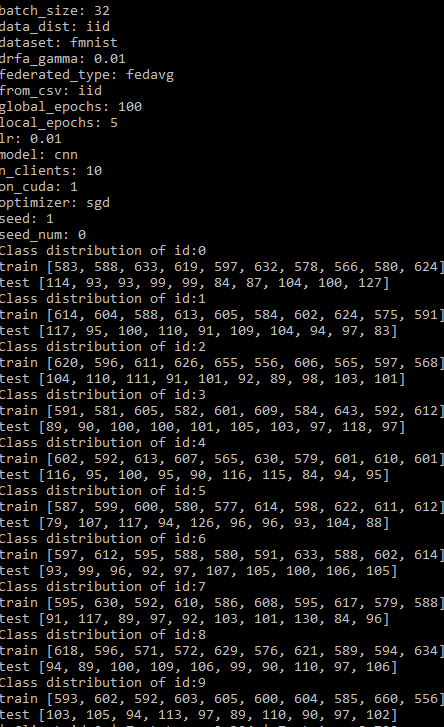 batch_size: 32
data_dist: iid
dataset: fmnist
drfa_gamma: 0.01
federated_type: fedavg
from_csv: iid
global_epochs: 100
local_epochs: 5
lr: 0.01
model: cnn
n_clients: 10
on_cuda: 1
optimizer: sgd
seed: 1
seed_num: 0
Class distribution of id:0
train [583, 588, 633, 619, 597, 632, 578, 566, 580, 624]
test [114, 93, 93, 99, 99, 84, 87, 104, 100, 127]
Class distribution of id:1
train [614, 604, 588, 613, 605, 584, 602, 624, 575, 591]
test [117, 95, 100, 110, 91, 109, 104, 94, 97, 83]
Class distribution of id:2
train [620, 596, 611, 626, 655, 556, 606, 565, 597, 568]
test [104, 110, 111, 91, 101, 92, 89, 98, 103, 101]
Class distribution of id:3
train [591, 581, 605, 582, 601, 609, 584, 643, 592, 612]
test [89, 90, 100, 100, 101, 105, 103, 97, 118, 97]
Class distribution of id:4
train [602, 592, 613, 607, 565, 630, 579, 601, 610, 601]
test [116, 95, 100, 95, 90, 116, 115, 84, 94, 95]
Class distribution of id:5
train [587, 599, 600, 580, 577, 614, 598, 622, 611, 612]
test [79, 107, 117, 94, 126, 96, 96, 93, 104, 88]
Class distribution of id:6
train [597, 612, 595, 588, 580, 591, 633, 588, 602, 614]
test [93, 99, 96, 92, 97, 107, 105, 100, 106, 105]
Class distribution of id:7
train [595, 630, 592, 610, 586, 608, 595, 617, 579, 588]
test [91, 117, 89, 97, 92, 103, 101, 130, 84, 96]
Class distribution of id:8
train [618, 596, 571, 572, 629, 576, 621, 589, 594, 634]
test [94, 89, 100, 109, 106, 99, 90, 110, 97, 106]
Class distribution of id:9
train [593, 602, 592, 603, 605, 600, 604, 585, 660, 556]
test [103, 105, 94, 113, 97, 89, 110, 90, 97, 102]